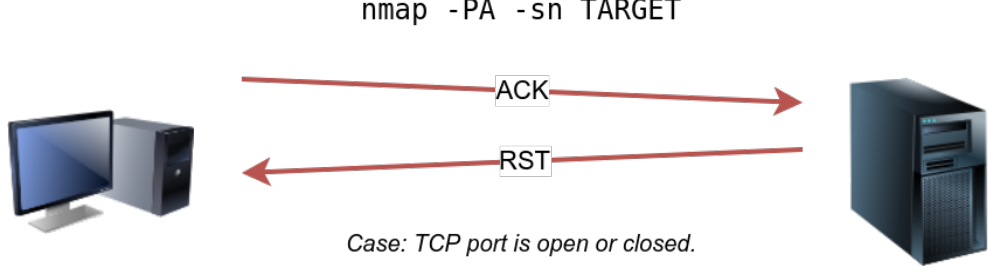 nmap -PA -sn TARGET
ACK
RST
Case: TCP port is open or closed.